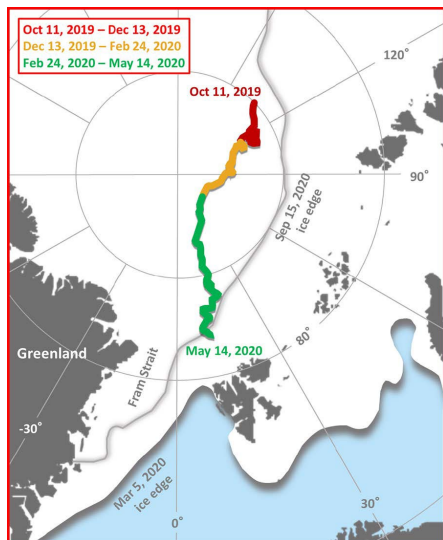 Oct 11, 2019 – Dec 13, 2019
Dec 13, 2019 – Feb 24, 2020
Feb 24, 2020 – May 14, 2020
120°
Oct 11, 2019
90°
Sep 15, 2020
ice edge
80°
May 14, 2020
Greenland
Fram Strait
-30°
Mar 5, 2020
ice edge
30°
0°